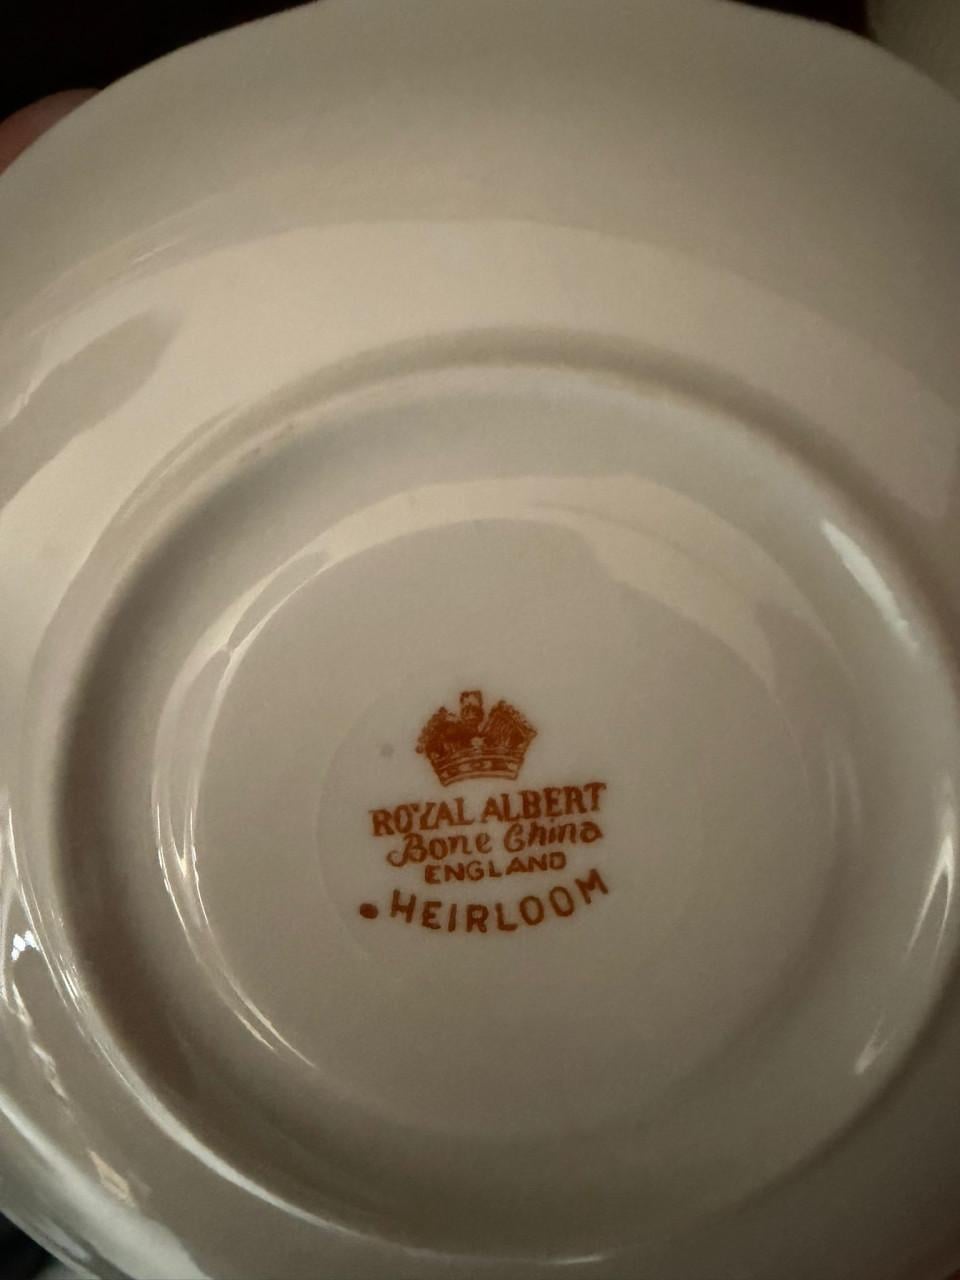 ROYAL ALBERT
Bone China
ENGLAND
•HEIRLOOM